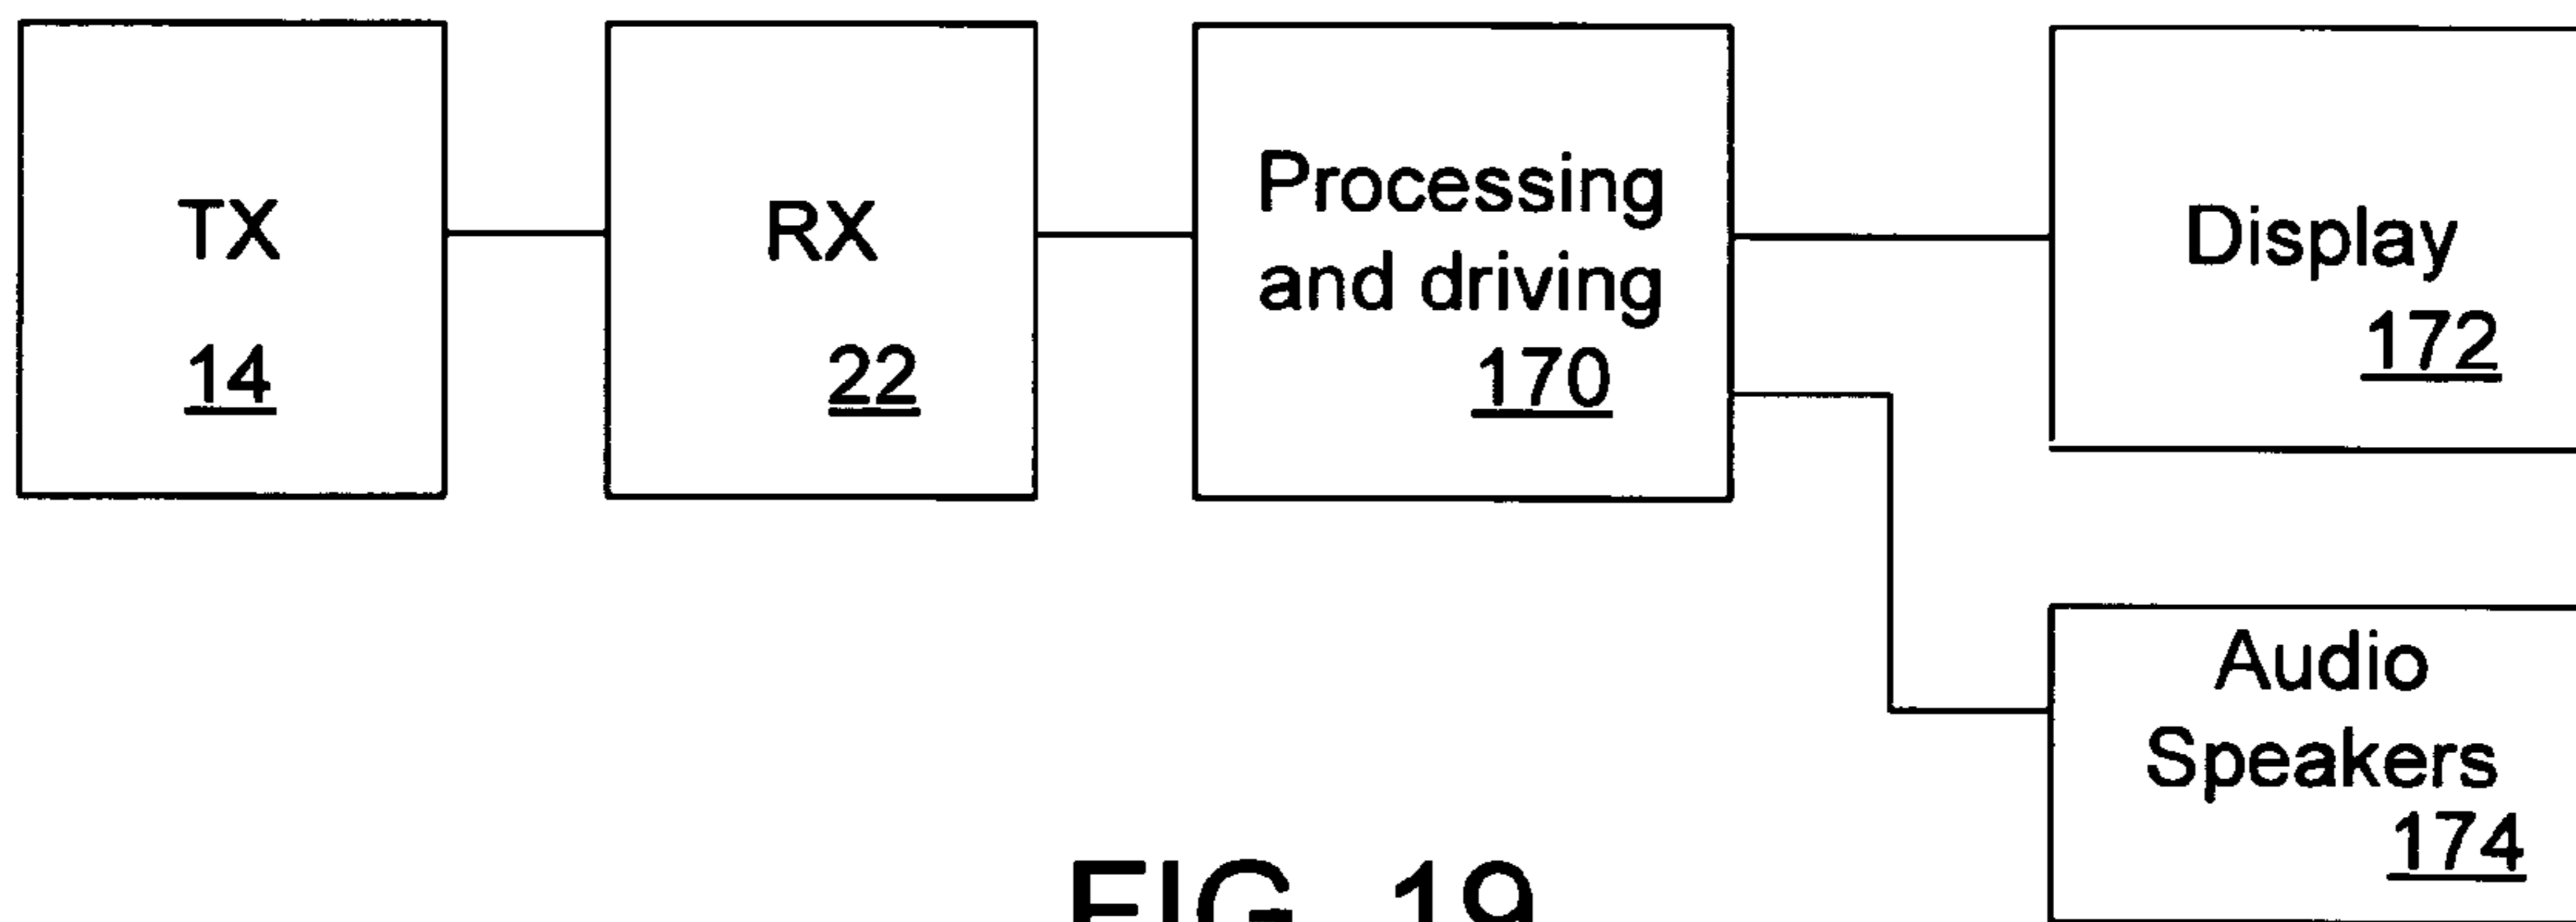 TX
14
RX
22
Processing
and driving
170
Display
172
Audio
Speakers
174
FIG. 19